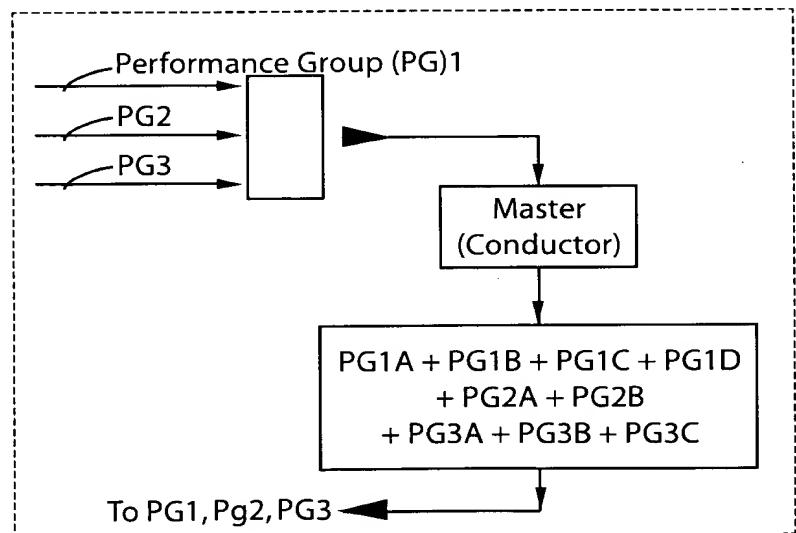 Performance Group (PG)1
PG2
PG3
Master
(Conductor)
PG1A + PG1B + PG1C + PG1D
+ PG2A + PG2B
+ PG3A + PG3B + PG3C
To PG1, Pg2, PG3